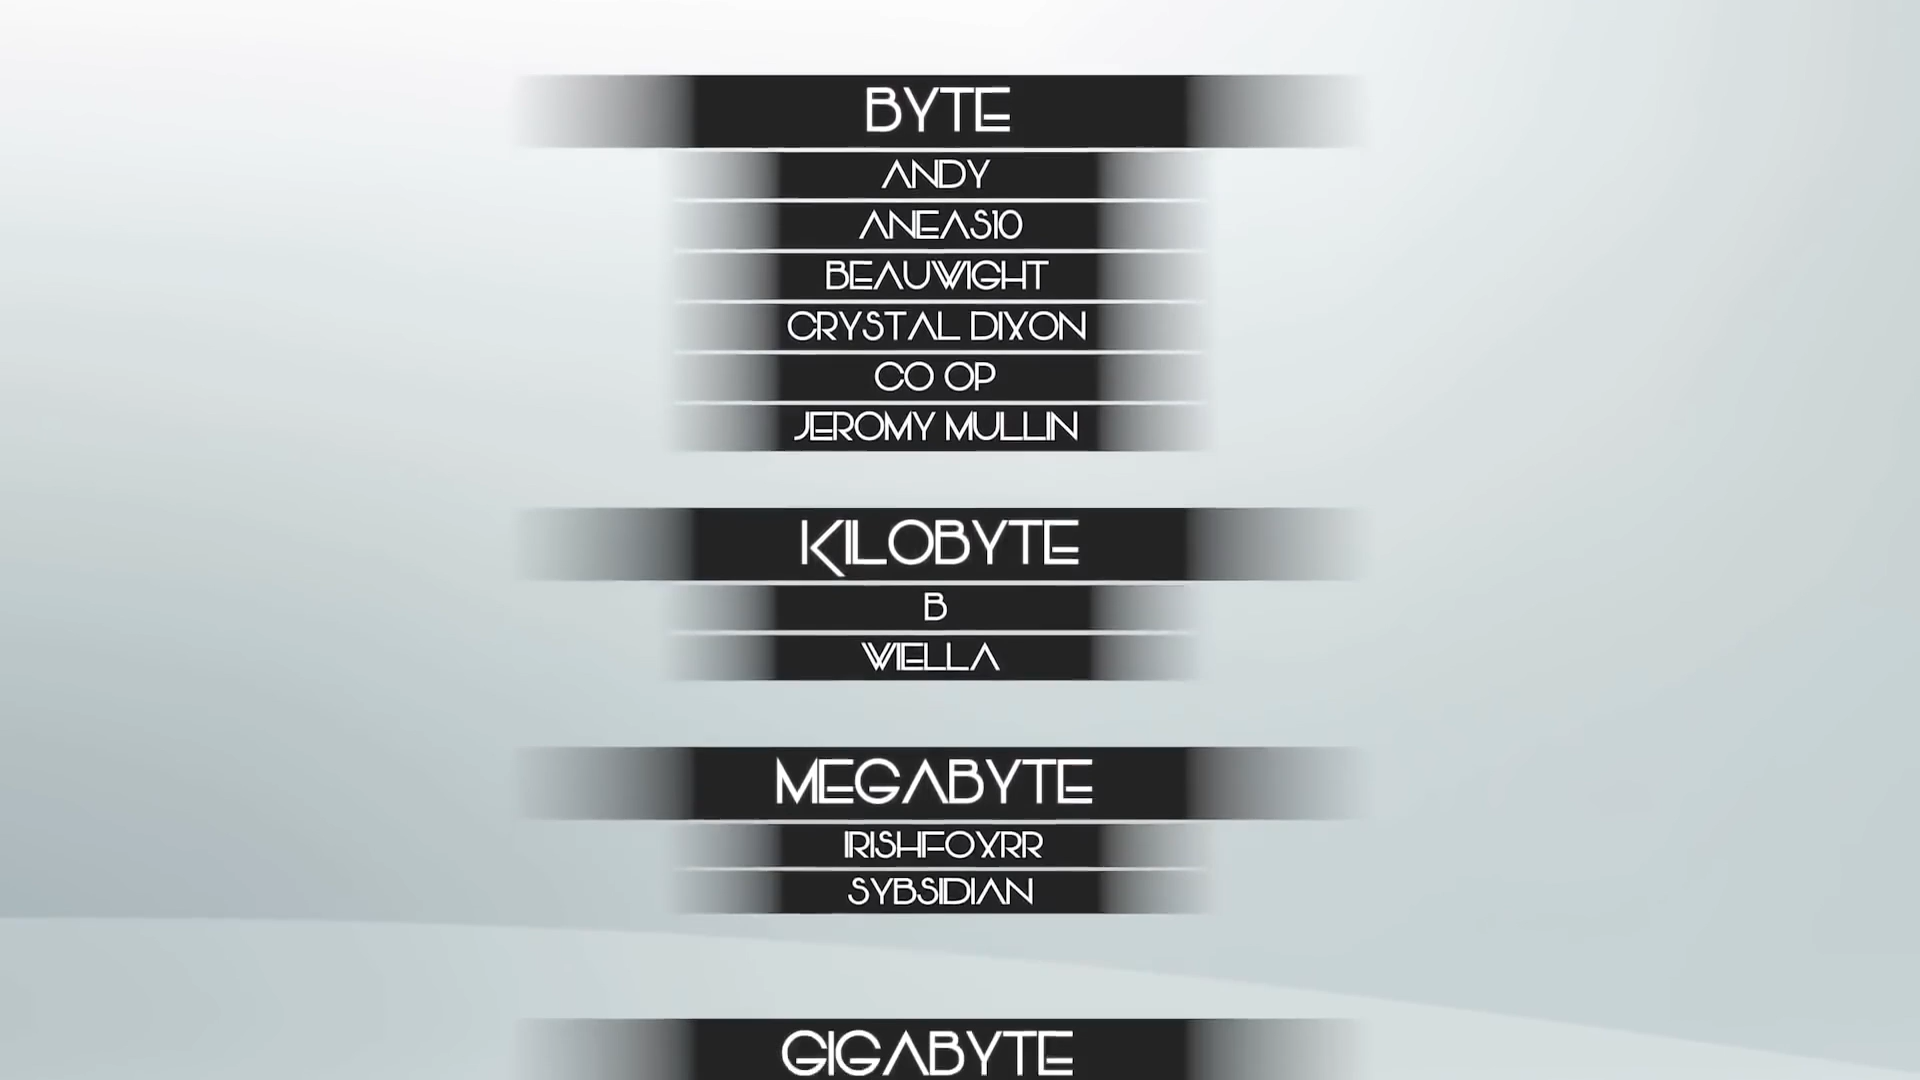 BYTE
ANDY
ANEAS10
BEAUWIGHT
CRYSTAL DIXON
CO OP
JEROMY MULLIN
KILOBYTE
B
WIELLA
MEGABYTE
IRISHFOXRR
SYBSIDIAN
GIGABYTE